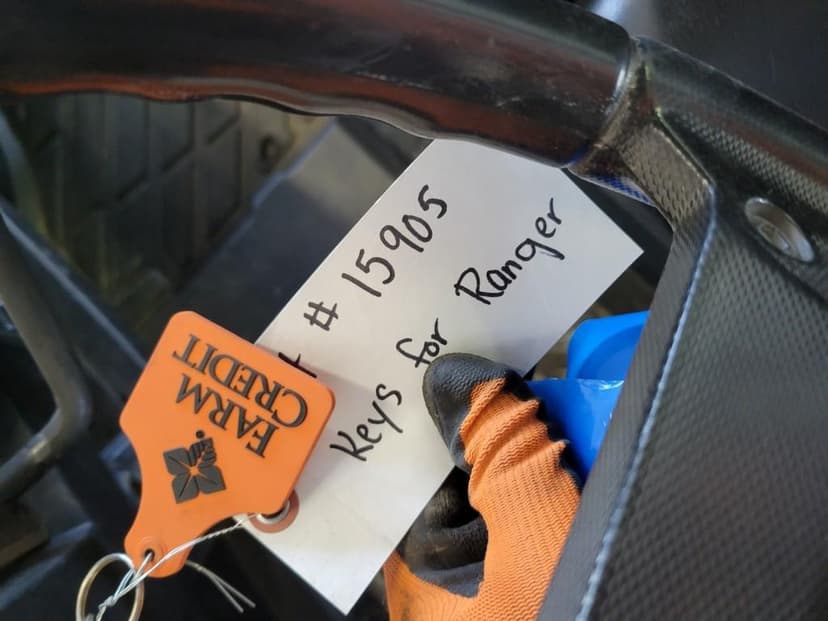 # 15905
Keys for Ranger
FARM
CREDIT